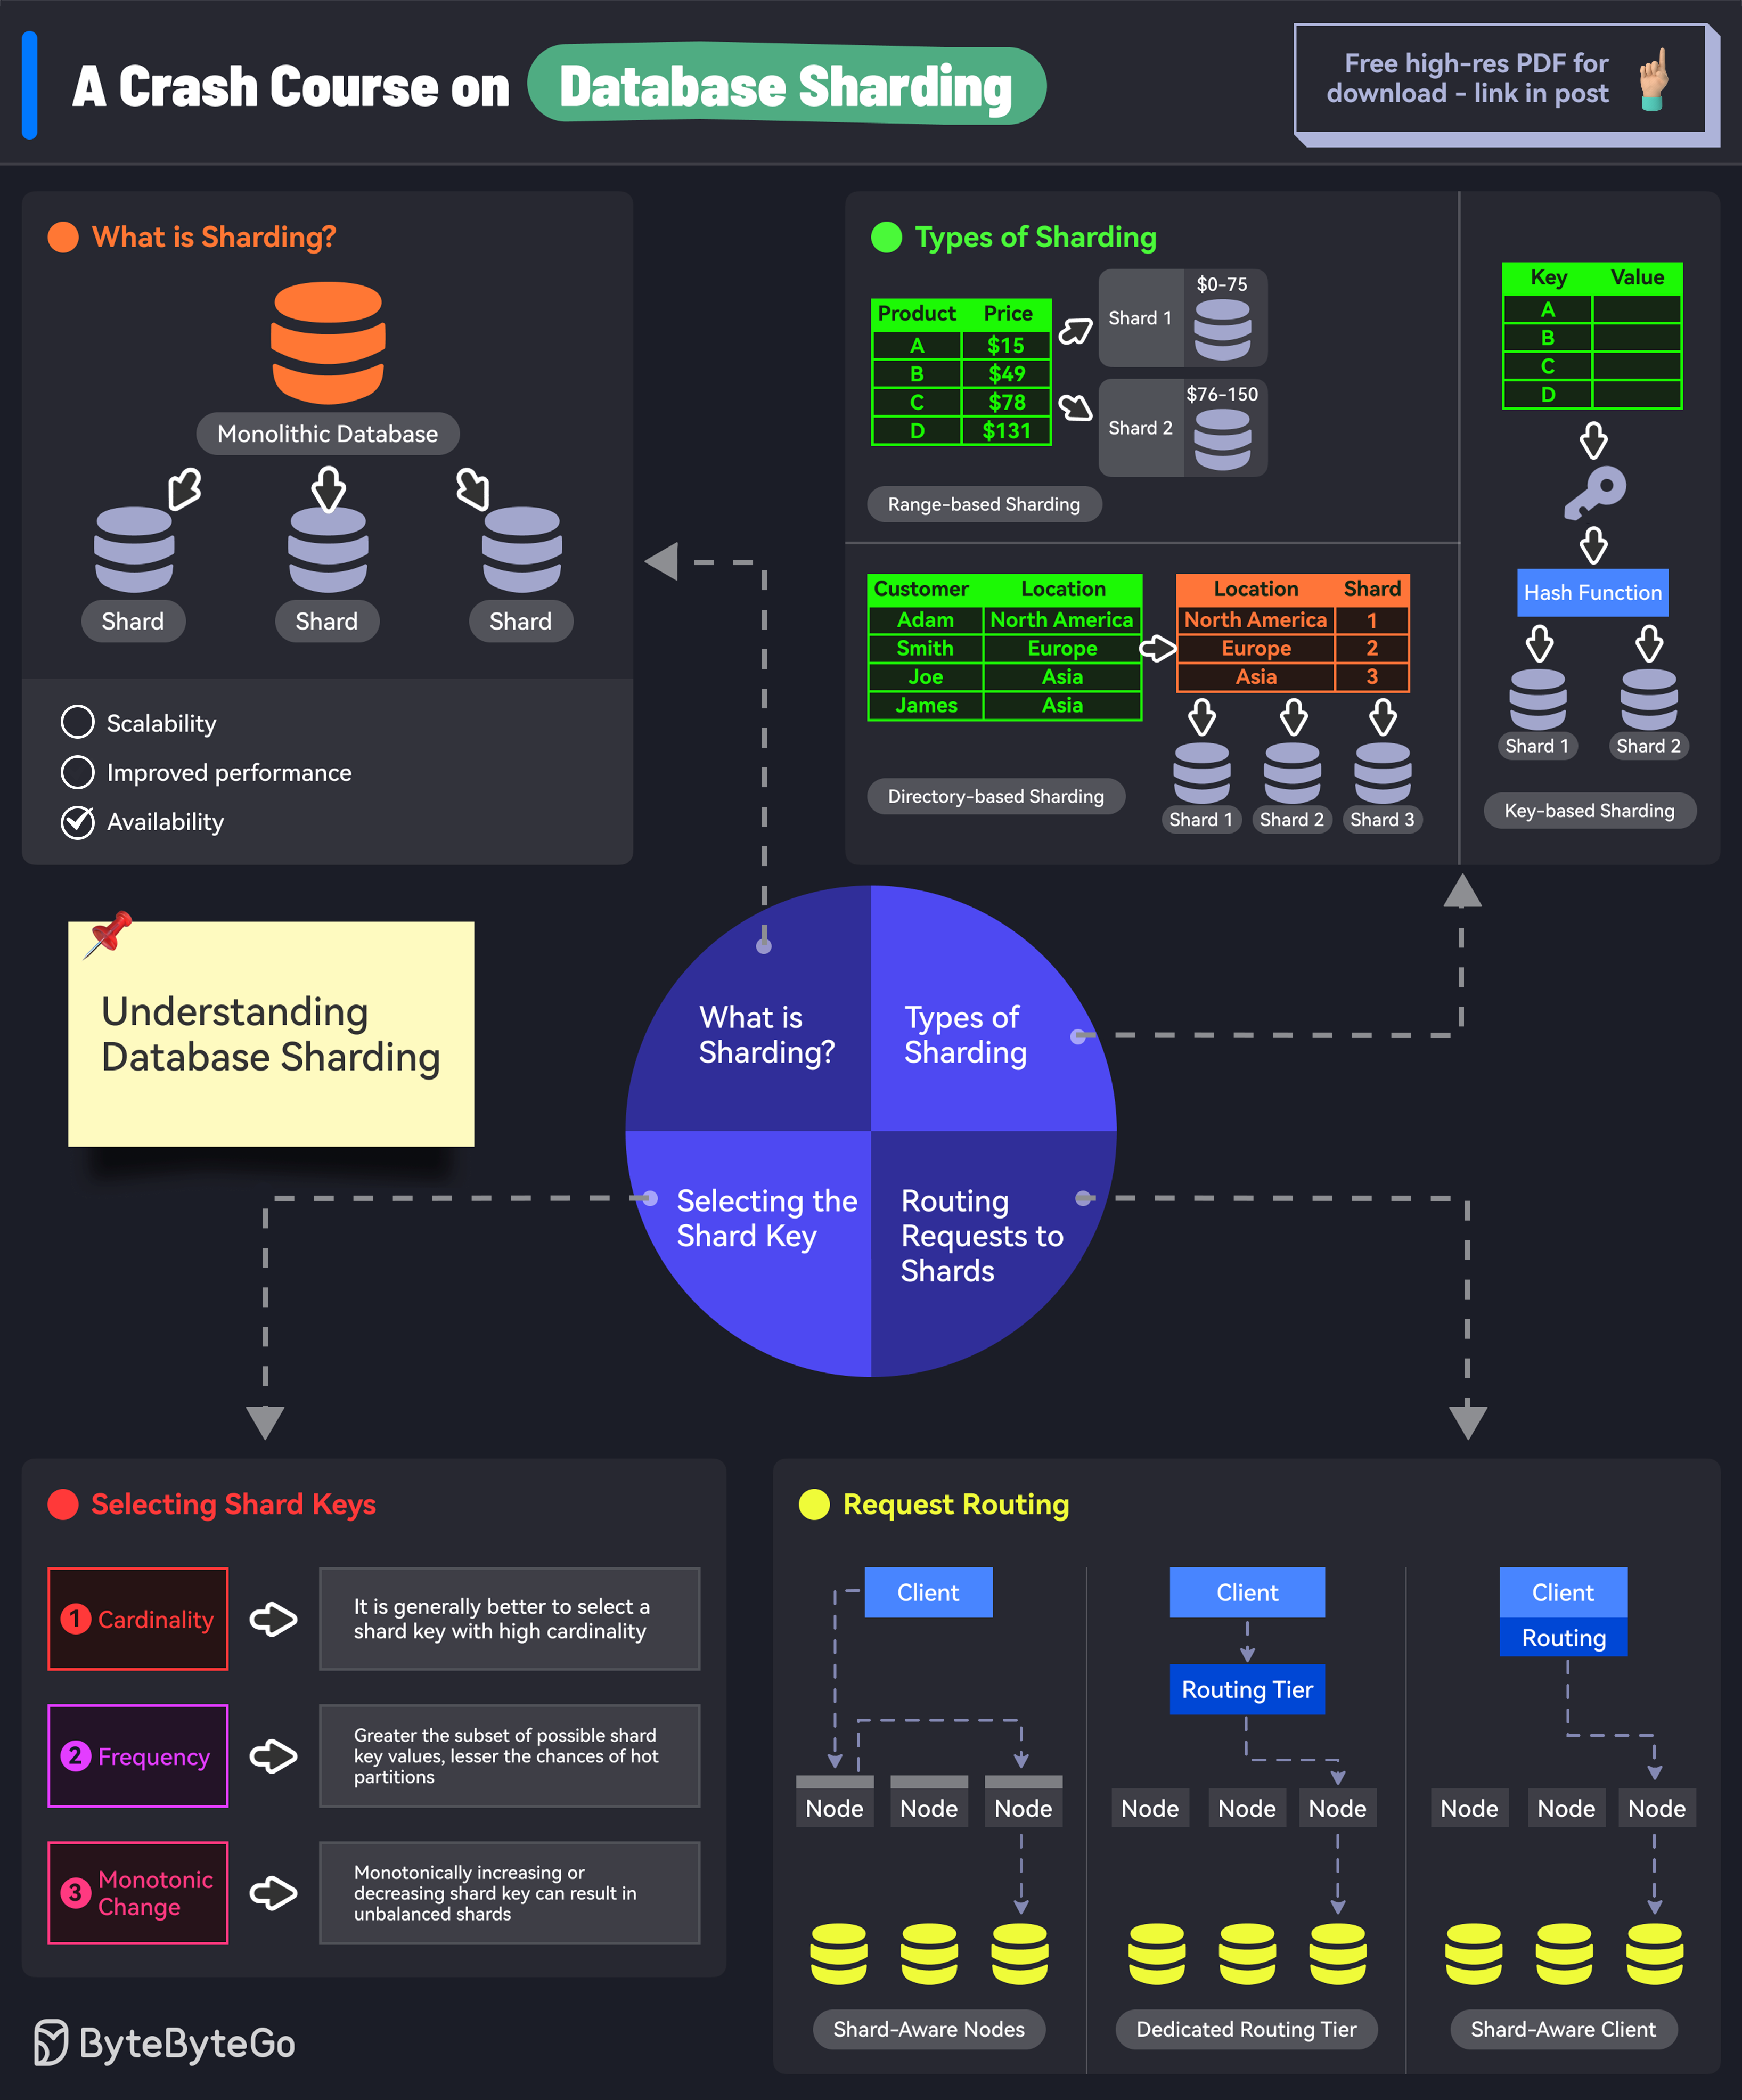 A Crash Course on Database Sharding
Free high-res PDF for
download - link in post
What is Sharding?
Monolithic Database
Shard
Shard
Shard
Scalability
Improved performance
Availability
Types of Sharding
Product Price
A $15
B $49
C $78
D $131
Shard 1
$0-75
Shard 2
$76-150
Range-based Sharding
Customer Location
Adam North America
Smith Europe
Joe Asia
James Asia
Location Shard
North America 1
Europe 2
Asia 3
Shard 1
Shard 2
Shard 3
Directory-based Sharding
Key Value
A
B
C
D
Hash Function
Shard 1
Shard 2
Key-based Sharding
Understanding
Database Sharding
What is
Sharding?
Types of
Sharding
Selecting the
Shard Key
Routing
Requests to
Shards
Selecting Shard Keys
1 Cardinality
It is generally better to select a
shard key with high cardinality
2 Frequency
Greater the subset of possible shard
key values, lesser the chances of hot
partitions
3 Monotonic
Change
Monotonically increasing or
decreasing shard key can result in
unbalanced shards
Request Routing
Client
Node
Node
Node
Shard-Aware Nodes
Client
Routing Tier
Node
Node
Node
Dedicated Routing Tier
Client
Routing
Node
Node
Node
Shard-Aware Client
ByteByteGo